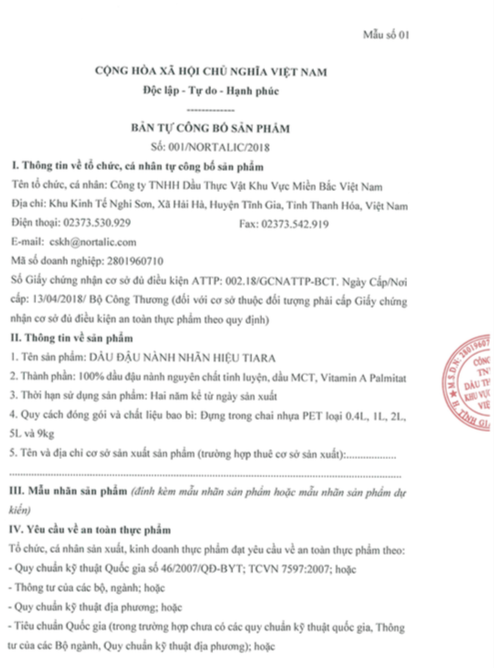 Mẫu số 01
CỘNG HÒA XÃ HỘI CHỦ NGHĨA VIỆT NAM
Độc lập - Tự do - Hạnh phúc
-------------
BẢN TỰ CÔNG BỐ SẢN PHẨM
Số: 001/NORTALIC/2018
I. Thông tin về tổ chức, cá nhân tự công bố sản phẩm
Tên tổ chức, cá nhân: Công ty TNHH Dầu Thực Vật Khu Vực Miền Bắc Việt Nam
Địa chỉ: Khu Kinh Tế Nghi Sơn, Xã Hải Hà, Huyện Tĩnh Gia, Tỉnh Thanh Hóa, Việt Nam
Điện thoại: 02373.530.929 Fax: 02373.542.919
E-mail: cskh@nortalic.com
Mã số doanh nghiệp: 2801960710
Số Giấy chứng nhận cơ sở đủ điều kiện ATTP: 002.18/GCNATTP-BCT. Ngày Cấp/Nơi
cấp: 13/04/2018/ Bộ Công Thương (đối với cơ sở thuộc đối tượng phải cấp Giấy chứng
nhận cơ sở đủ điều kiện an toàn thực phẩm theo quy định)
II. Thông tin về sản phẩm
1. Tên sản phẩm: DẦU ĐẬU NÀNH NHÃN HIỆU TIARA
2. Thành phần: 100% dầu đậu nành nguyên chất tinh luyện, dầu MCT, Vitamin A Palmitat
3. Thời hạn sử dụng sản phẩm: Hai năm kể từ ngày sản xuất
4. Quy cách đóng gói và chất liệu bao bì: Đựng trong chai nhựa PET loại 0.4L, 1L, 2L,
5L và 9kg
5. Tên và địa chỉ cơ sở sản xuất sản phẩm (trường hợp thuê cơ sở sản xuất):..................
III. Mẫu nhãn sản phẩm (đính kèm mẫu nhãn sản phẩm hoặc mẫu nhãn sản phẩm dự
kiến)
IV. Yêu cầu về an toàn thực phẩm
Tổ chức, cá nhân sản xuất, kinh doanh thực phẩm đạt yêu cầu về an toàn thực phẩm theo:
- Quy chuẩn kỹ thuật Quốc gia số 46/2007/QĐ-BYT; TCVN 7597:2007; hoặc
- Thông tư của các bộ, ngành; hoặc
- Quy chuẩn kỹ thuật địa phương; hoặc
- Tiêu chuẩn Quốc gia (trong trường hợp chưa có các quy chuẩn kỹ thuật quốc gia, Thông
tư của các Bộ ngành, Quy chuẩn kỹ thuật địa phương); hoặc
M.S.D.N: 28019607
CÔNG
TN
DẦU TH
KHU VỰC
VIỆ
H. TĨNH GIA